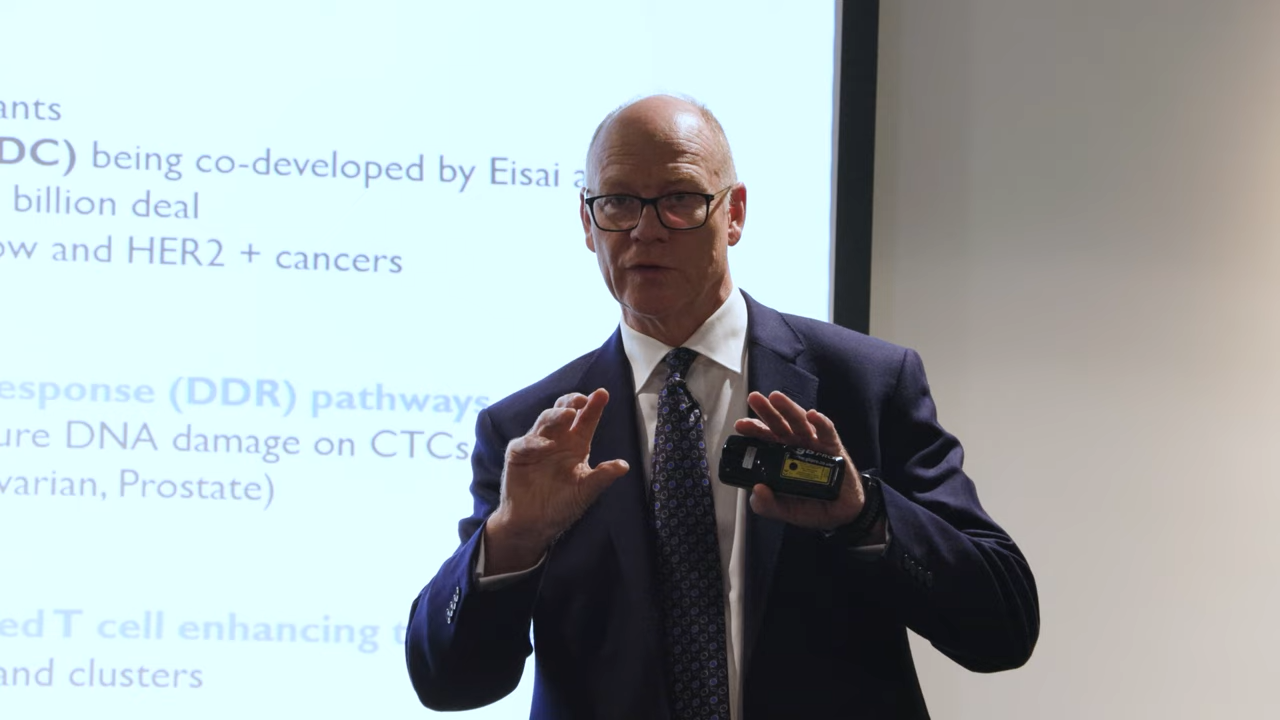 ants
DC) being co-developed by Eisai a
billion deal
ow and HER2 + cancers
esponse (DDR) pathways
ure DNA damage on CTCs
varian, Prostate)
ed T cell enhancing t
and clusters